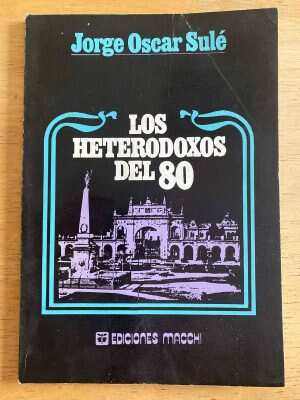 Jorge Oscar Sulé
LOS
HETERODOXOS
DEL 80
EDICIONES MACCHI